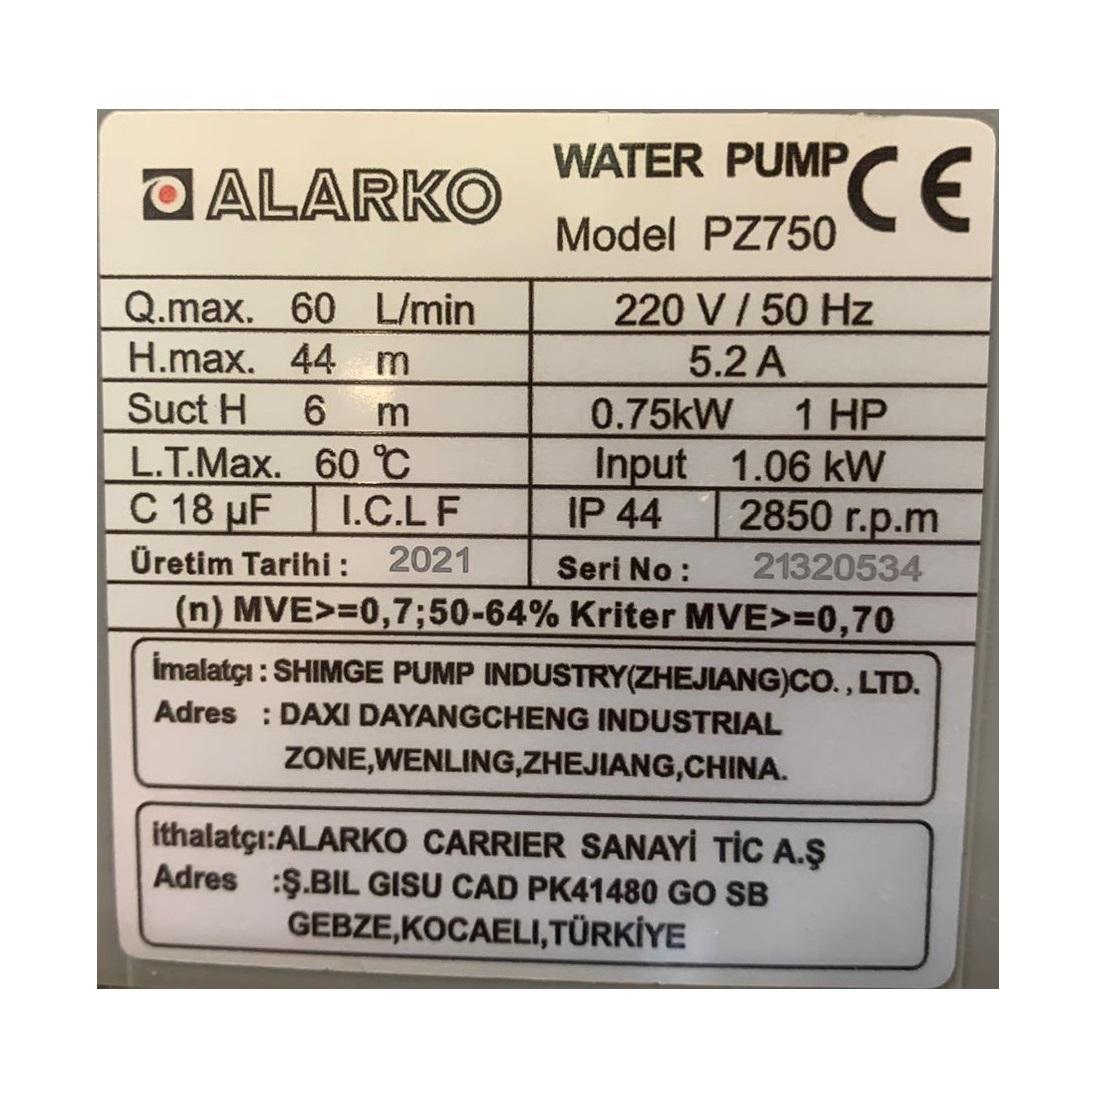 ALARKO
WATER PUMP CE
Model PZ750
Q.max. 60 L/min 220 V / 50 Hz
H.max. 44 m 5.2 A
Suct H 6 m 0.75kW 1 HP
L.T.Max. 60 °C Input 1.06 kW
C 18 µF I.C.L F IP 44 2850 r.p.m
Üretim Tarihi : 2021 Seri No : 21320534
(n) MVE>=0,7;50-64% Kriter MVE>=0,70
İmalatçı : SHIMGE PUMP INDUSTRY(ZHEJIANG)CO., LTD.
Adres : DAXI DAYANGCHENG INDUSTRIAL
ZONE,WENLING,ZHEJIANG,CHINA.
ithalatçı:ALARKO CARRIER SANAYİ TİC A.Ş
Adres :Ş.BIL GISU CAD PK41480 GO SB
GEBZE,KOCAELI,TÜRKİYE